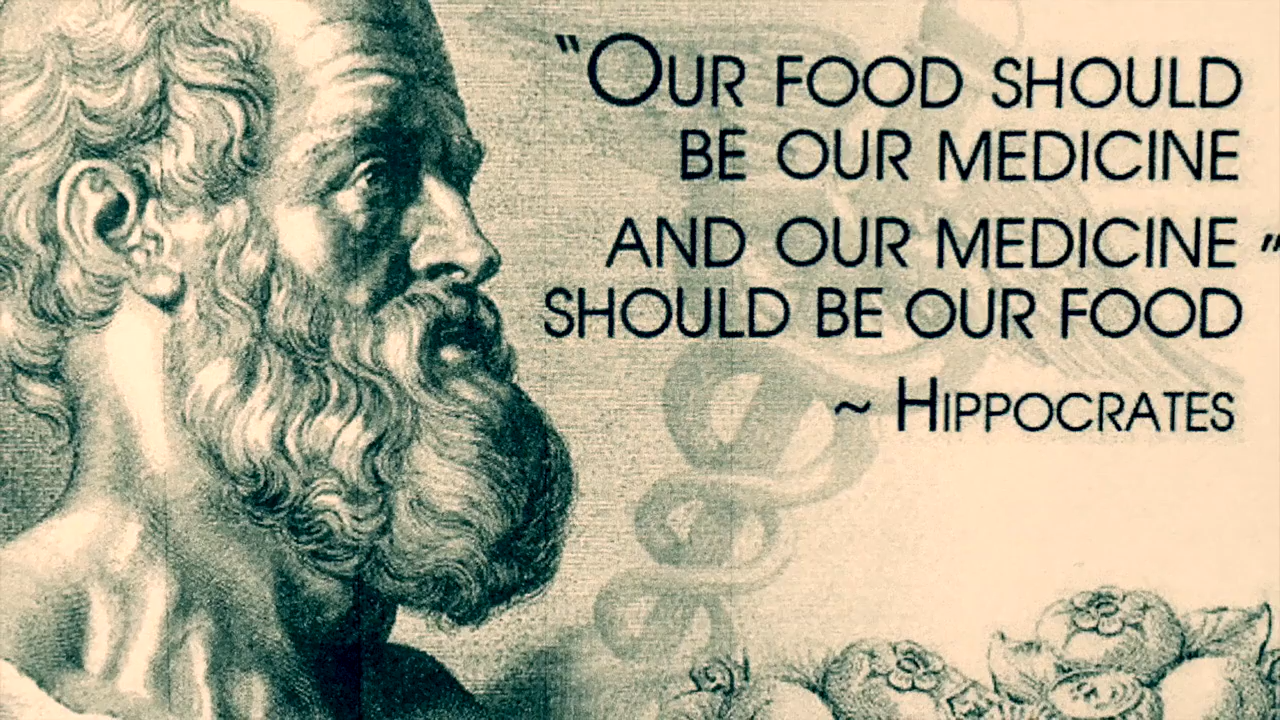 "OUR FOOD SHOULD
BE OUR MEDICINE
AND OUR MEDICINE "
SHOULD BE OUR FOOD
~ HIPPOCRATES